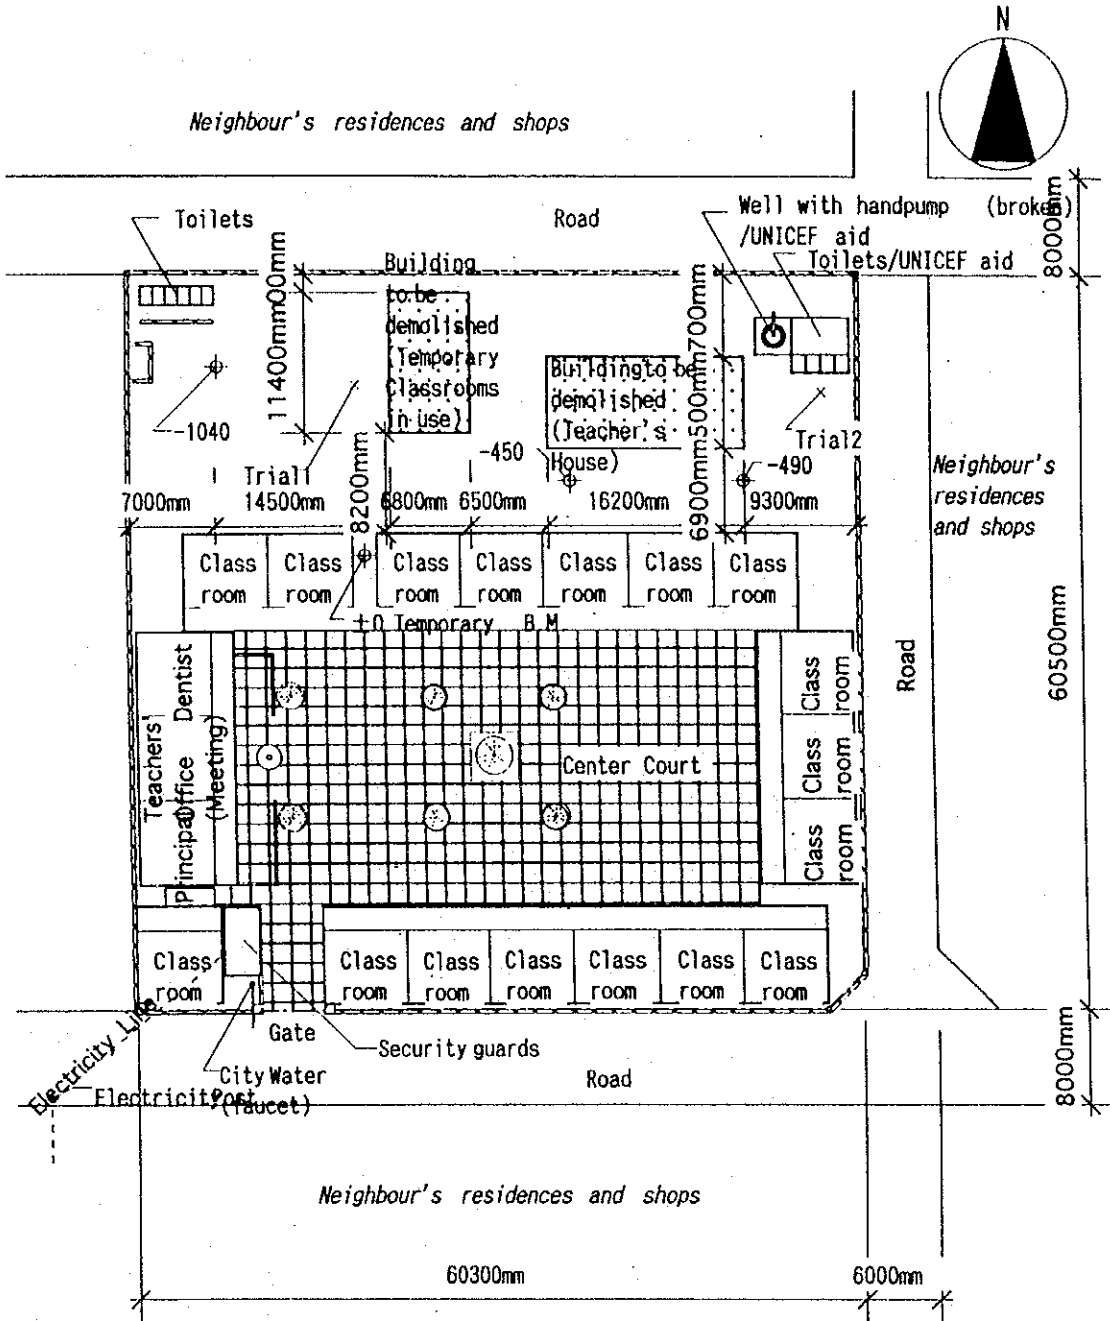 N
Neighbour's residences and shops
Toilets
Road
Well with handpump (broken)
/UNICEF aid
Toilets/UNICEF aid
8000mm
Building
to be
demolished
(Temporary
Classrooms
in use)
11400mm
700mm
Building to be
demolished
(Teacher's
House)
500mm
-1040
Trial1
-450
Trial2
-490
Neighbour's
residences
and shops
7000mm
14500mm
8200mm
6800mm
6500mm
16200mm
6900mm
9300mm
Class
room
Class
room
Class
room
Class
room
Class
room
Class
room
Class
room
±0 Temporary B.M
Teachers'
(Meeting)
Dentist
Principal
Office
Center Court
Class
room
Class
room
Class
room
Road
60500mm
Class
room
Class
room
Class
room
Class
room
Class
room
Class
room
Class
room
Gate
Security guards
City Water
(faucet)
Electricity Line
Electricity Post
Road
8000mm
Neighbour's residences and shops
60300mm
6000mm